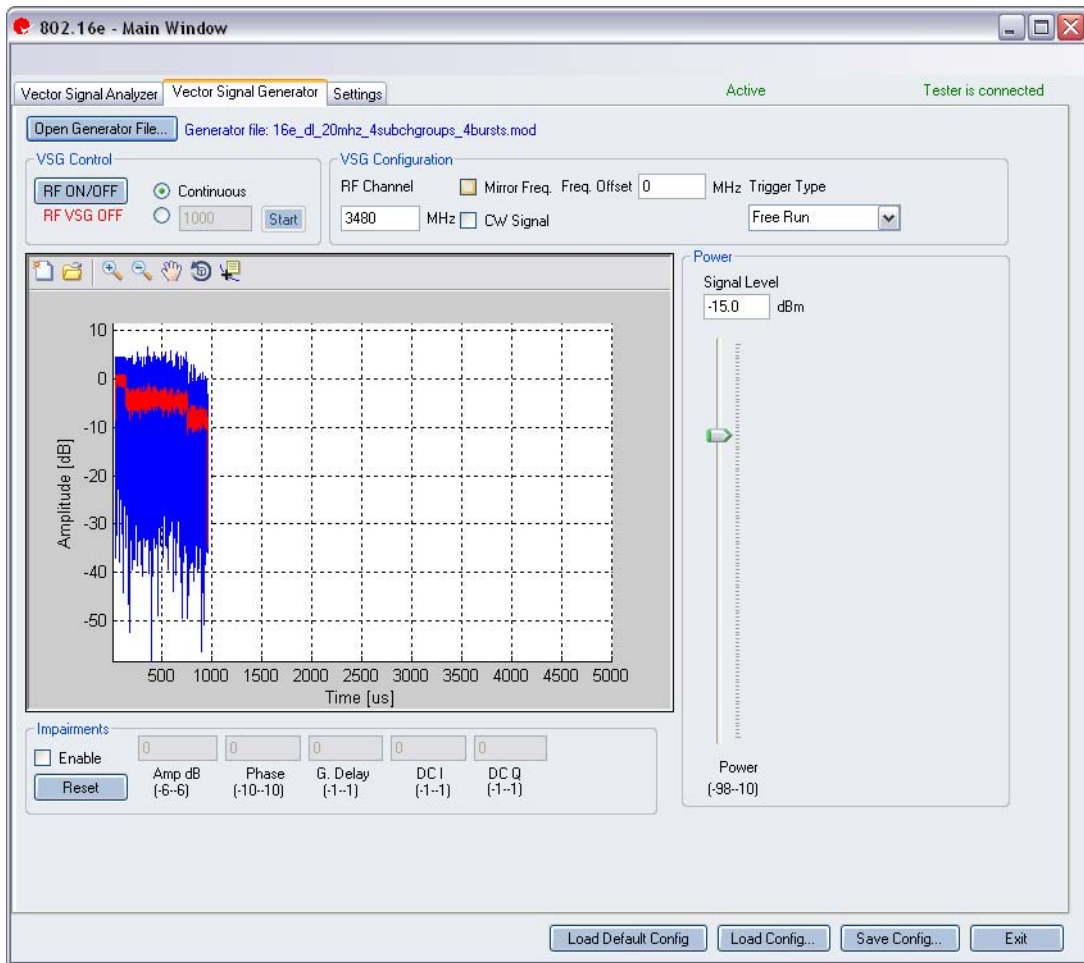 802.16e - Main Window
Vector Signal Analyzer Vector Signal Generator Settings Active Tester is connected
Open Generator File... Generator file: 16e_dl_20mhz_4subchgroups_4bursts.mod
VSG Control VSG Configuration
RF ON/OFF Continuous RF Channel Mirror Freq. Freq. Offset 0 MHz Trigger Type
RF VSG OFF 1000 Start 3480 MHz CW Signal Free Run
Power
Signal Level
-15.0 dBm
10
0
-10
-20
-30
-40
-50
Amplitude [dB]
500 1000 1500 2000 2500 3000 3500 4000 4500 5000
Time [us]
Impairments
Enable 0 0 0 0 0
Reset Amp dB Phase G. Delay DC I DC Q
(-6--6) (-10--10) (-1--1) (-1--1) (-1--1)
Power
(-98--10)
Load Default Config Load Config... Save Config... Exit